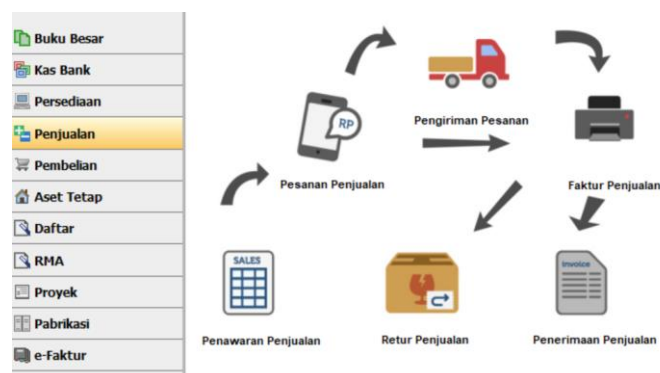 Buku Besar
Kas Bank
Persediaan
Penjualan
Pembelian
Aset Tetap
Daftar
RMA
Proyek
Pabrikasi
e-Faktur
Pengiriman Pesanan
RP
Pesanan Penjualan
Faktur Penjualan
SALES
Invoice
Penawaran Penjualan
Retur Penjualan
Penerimaan Penjualan